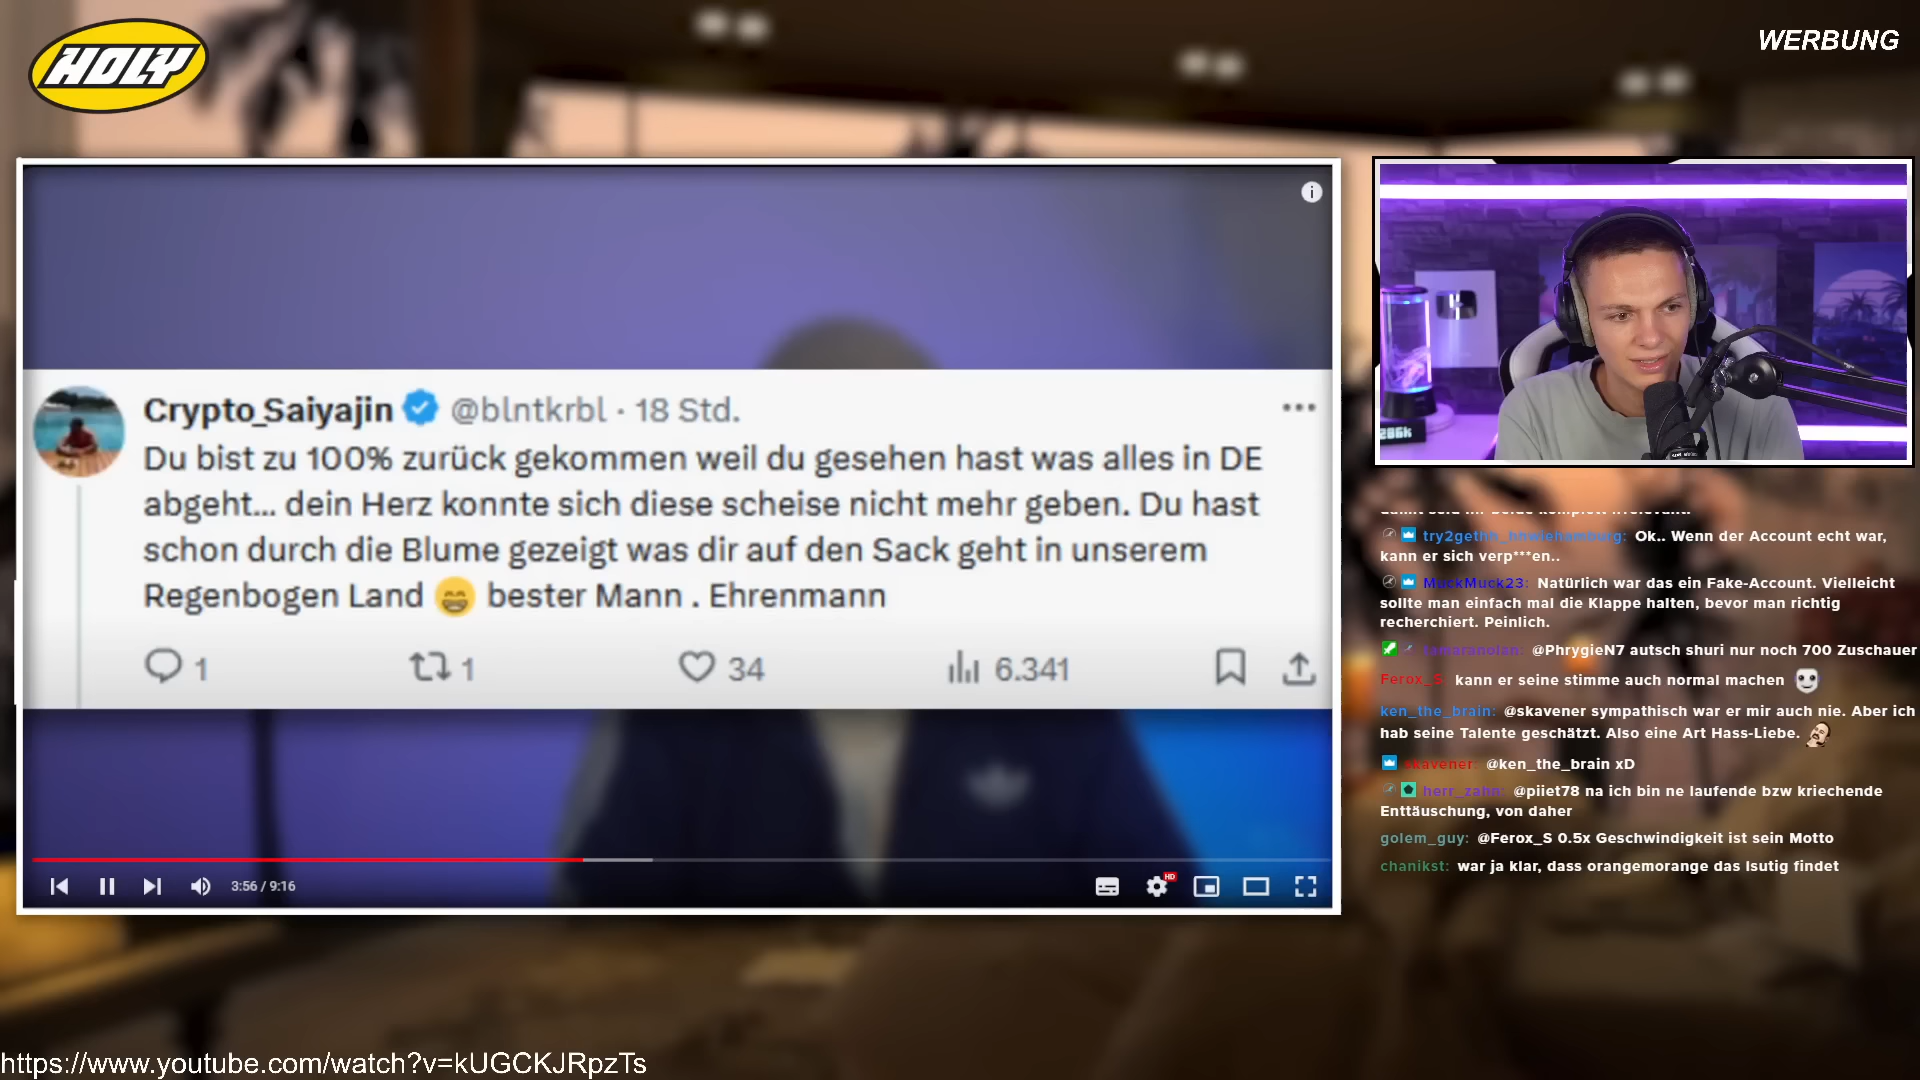 HOLY
WERBUNG
Crypto_Saiyajin @blntkrbl · 18 Std.
Du bist zu 100% zurück gekommen weil du gesehen hast was alles in DE
abgeht... dein Herz konnte sich diese scheise nicht mehr geben. Du hast
schon durch die Blume gezeigt was dir auf den Sack geht in unserem
Regenbogen Land 😁 bester Mann . Ehrenmann
1 1 34 6.341
3:56 / 9:16
HD
286k
Ok.. Wenn der Account echt war,
kann er sich verp***en..
MuckMuck23: Natürlich war das ein Fake-Account. Vielleicht
sollte man einfach mal die Klappe halten, bevor man richtig
recherchiert. Peinlich.
@PhrygieN7 autsch shuri nur noch 700 Zuschauer
Ferox_S: kann er seine stimme auch normal machen
ken_the_brain: @skavener sympathisch war er mir auch nie. Aber ich
hab seine Talente geschätzt. Also eine Art Hass-Liebe.
skavener: @ken_the_brain xD
herr_zahn: @piiet78 na ich bin ne laufende bzw kriechende
Enttäuschung, von daher
golem_guy: @Ferox_S 0.5x Geschwindigkeit ist sein Motto
chanikst: war ja klar, dass orangemorange das lsutig findet
https://www.youtube.com/watch?v=kUGCKJRpzTs